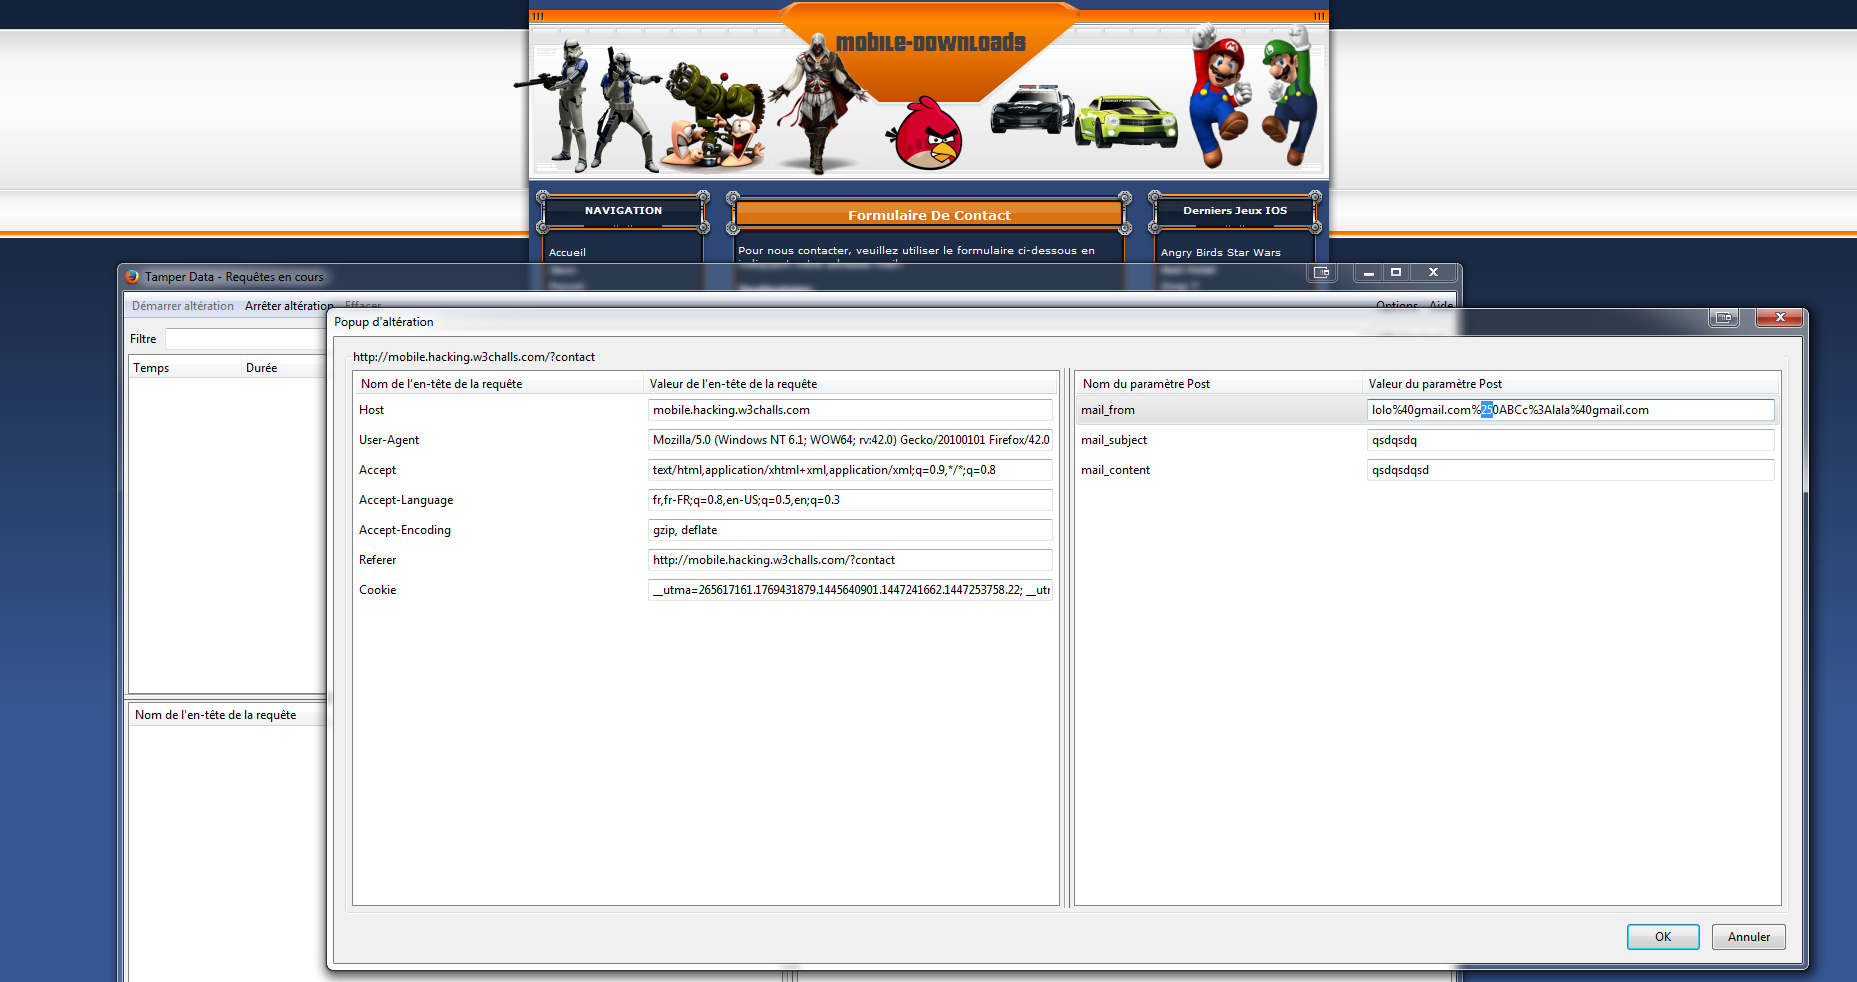 MOBILE-DOWNLOADS
NAVIGATION
Formulaire De Contact
Derniers Jeux IOS
Accueil
Pour nous contacter, veuillez utiliser le formulaire ci-dessous en
Angry Birds Star Wars
Tamper Data - Requêtes en cours
Démarrer altération Arrêter altération Effacer
Options Aide
Filtre
Temps Durée
Nom de l'en-tête de la requête
Popup d'altération
http://mobile.hacking.w3challs.com/?contact
Nom de l'en-tête de la requête Valeur de l'en-tête de la requête
Host mobile.hacking.w3challs.com
User-Agent Mozilla/5.0 (Windows NT 6.1; WOW64; rv:42.0) Gecko/20100101 Firefox/42.0
Accept text/html,application/xhtml+xml,application/xml;q=0.9,*/*;q=0.8
Accept-Language fr,fr-FR;q=0.8,en-US;q=0.5,en;q=0.3
Accept-Encoding gzip, deflate
Referer http://mobile.hacking.w3challs.com/?contact
Cookie __utma=265617161.1769431879.1445640901.1447241662.1447253758.22; __utr
Nom du paramètre Post Valeur du paramètre Post
mail_from lolo%40gmail.com%250ABCc%3Alala%40gmail.com
mail_subject qsdqsdq
mail_content qsdqsdqsd
OK Annuler